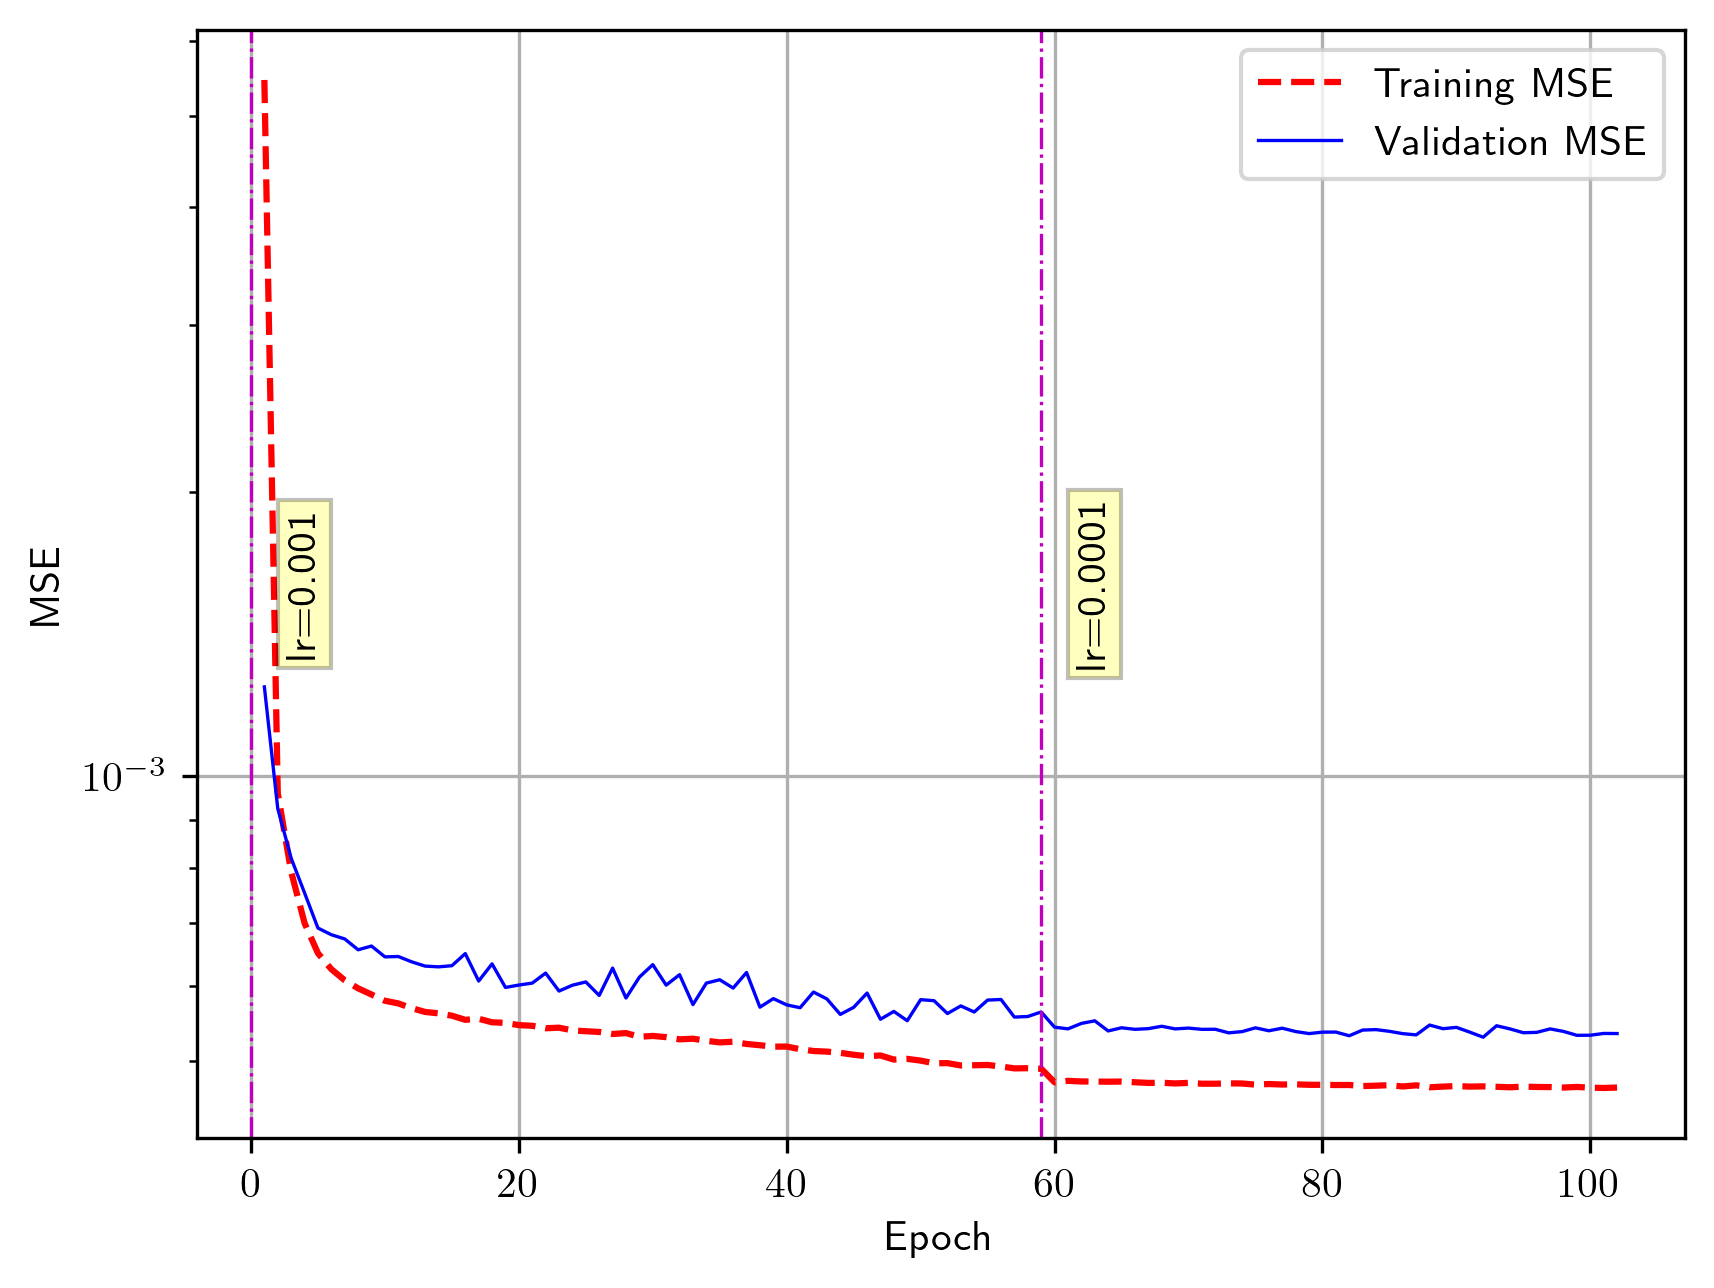 Training MSE
Validation MSE
lr=0.001
lr=0.0001
MSE
10⁻³
0 20 40 60 80 100
Epoch